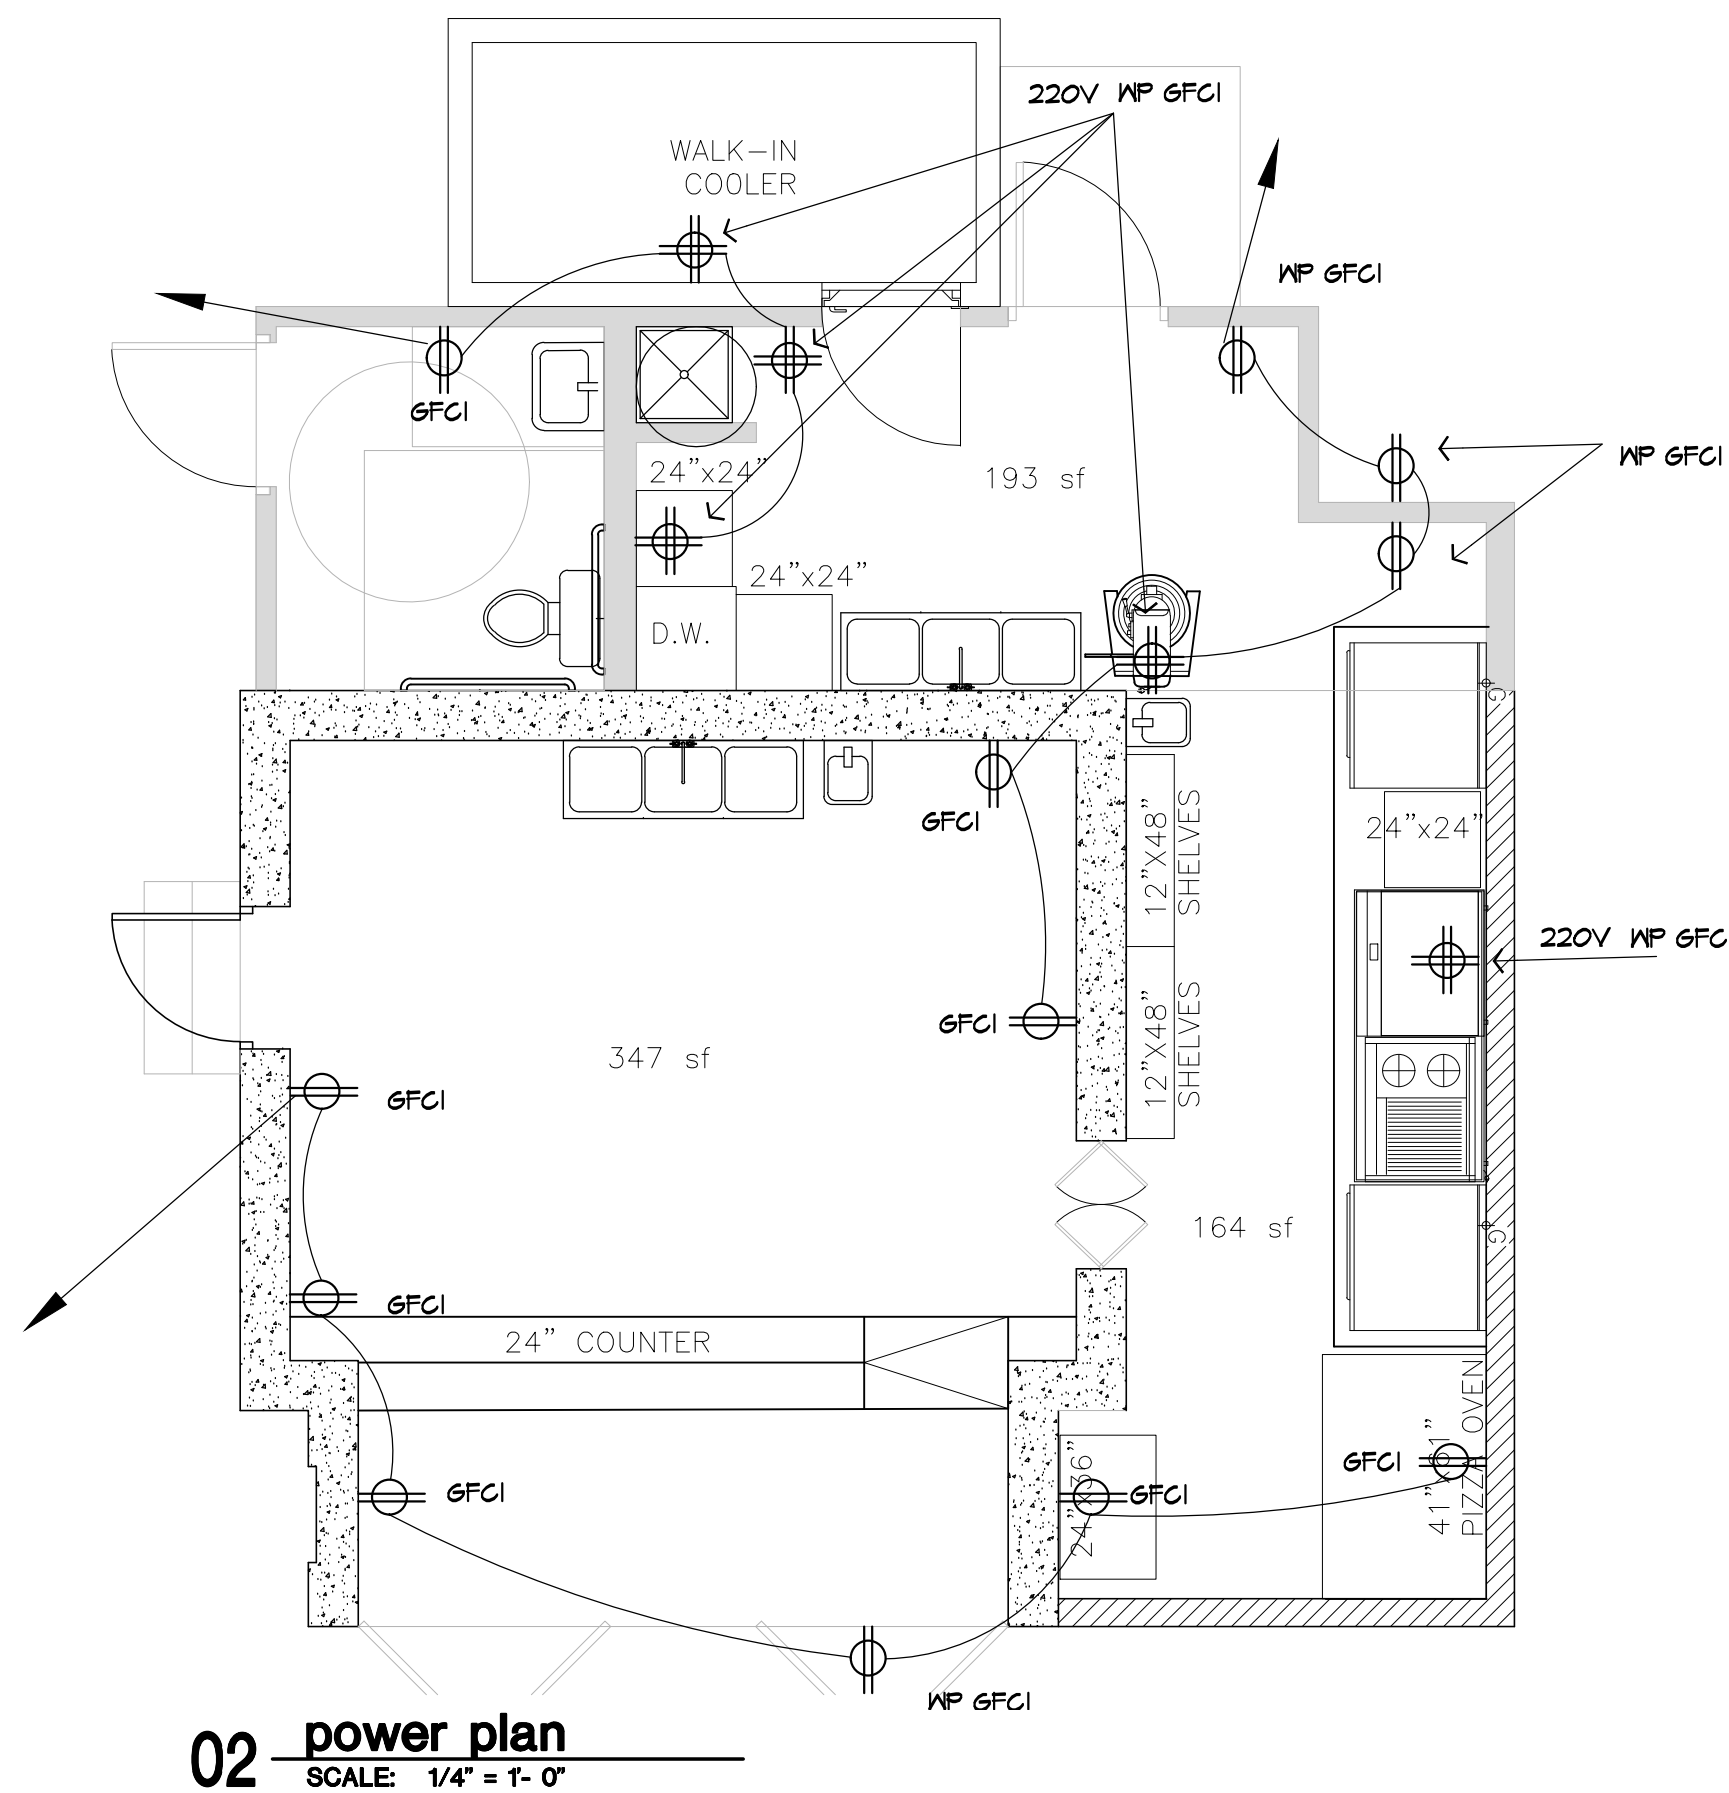 220V WP GFCI
WALK-IN
COOLER
WP GFCI
GFCI
WP GFCI
24"x24"
193 sf
24"x24"
D.W.
G
GFCI
12"X48"
SHELVES
24"x24"
220V WP GFC
GFCI
12"X48"
SHELVES
347 sf
GFCI
164 sf
G
GFCI
24" COUNTER
41"x61"
PIZZA OVEN
GFCI
GFCI
24"x36"
GFCI
WP GFCI
02 power plan
SCALE: 1/4" = 1'- 0"